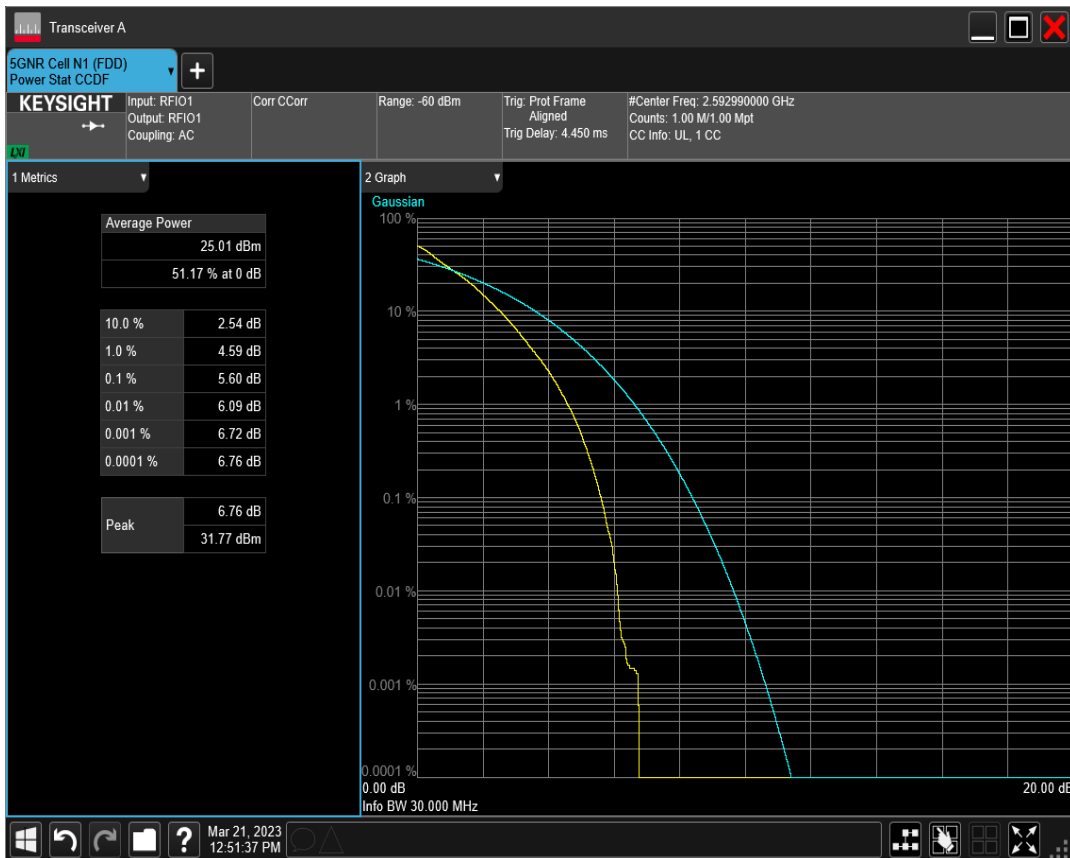 Transceiver A
5GNR Cell N1 (FDD)
Power Stat CCDF
+
KEYSIGHT
LXI
Input: RFIO1
Output: RFIO1
Coupling: AC
Corr CCorr
Range: -60 dBm
Trig: Prot Frame
Aligned
Trig Delay: 4.450 ms
#Center Freq: 2.592990000 GHz
Counts: 1.00 M/1.00 Mpt
CC Info: UL, 1 CC
1 Metrics
Average Power
25.01 dBm
51.17 % at 0 dB
10.0 % 2.54 dB
1.0 % 4.59 dB
0.1 % 5.60 dB
0.01 % 6.09 dB
0.001 % 6.72 dB
0.0001 % 6.76 dB
Peak 6.76 dB
31.77 dBm
2 Graph
Gaussian
100 %
10 %
1 %
0.1 %
0.01 %
0.001 %
0.0001 %
0.00 dB 20.00 dB
Info BW 30.000 MHz
?
Mar 21, 2023
12:51:37 PM